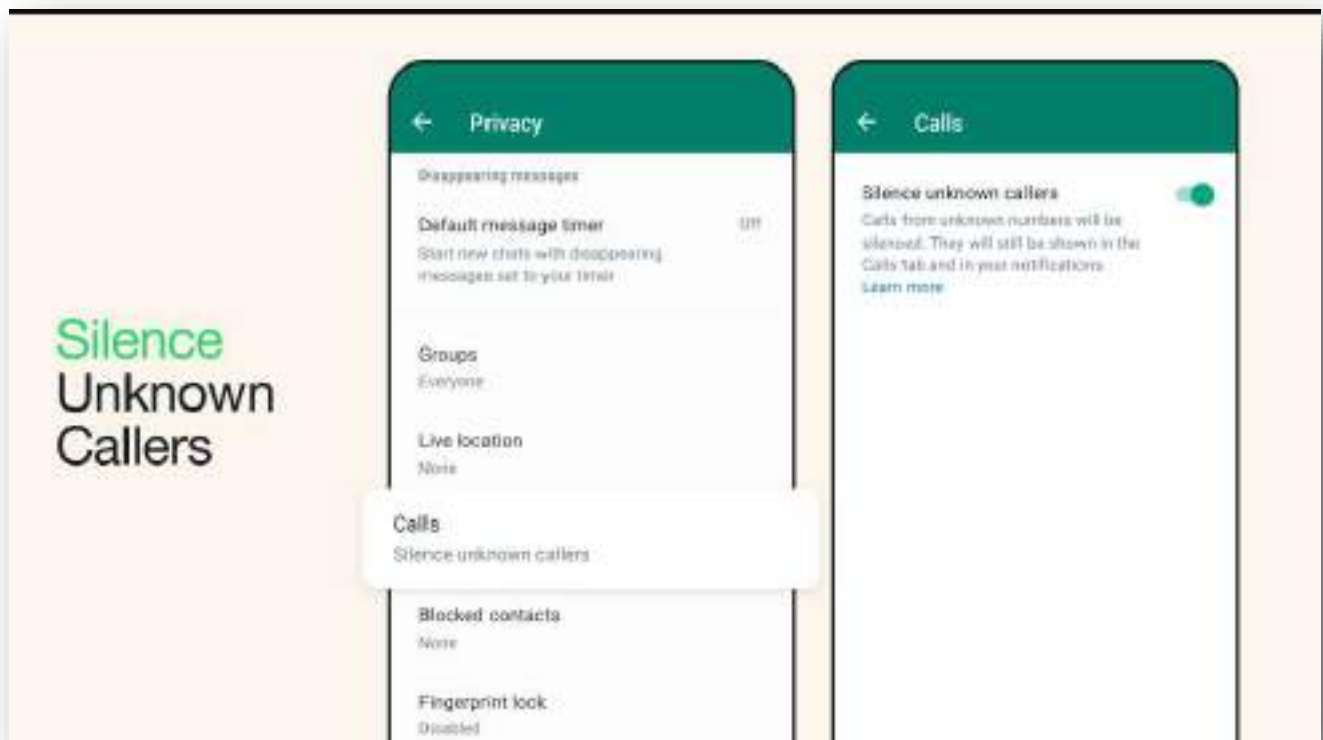 Silence
Unknown
Callers
Privacy
Disappearing messages
Default message timer
Off
Start new chats with disappearing
messages set to your timer
Groups
Everyone
Live location
None
Calls
Silence unknown callers
Blocked contacts
None
Fingerprint lock
Disabled
Calls
Silence unknown callers
Calls from unknown numbers will be
silenced. They will still be shown in the
Calls tab and in your notifications
Learn more